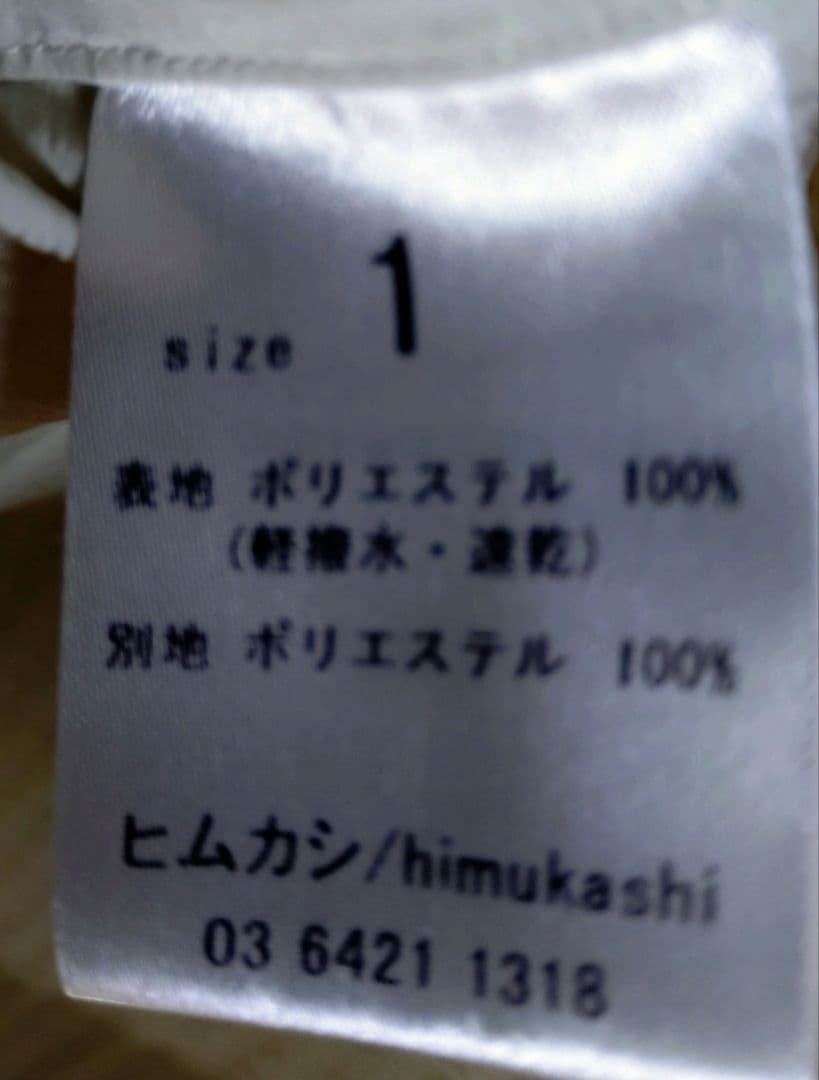 size 1
表地 ポリエステル 100%
(軽撥水・速乾)
別地 ポリエステル 100%
ヒムカシ/himukashi
03 6421 1318